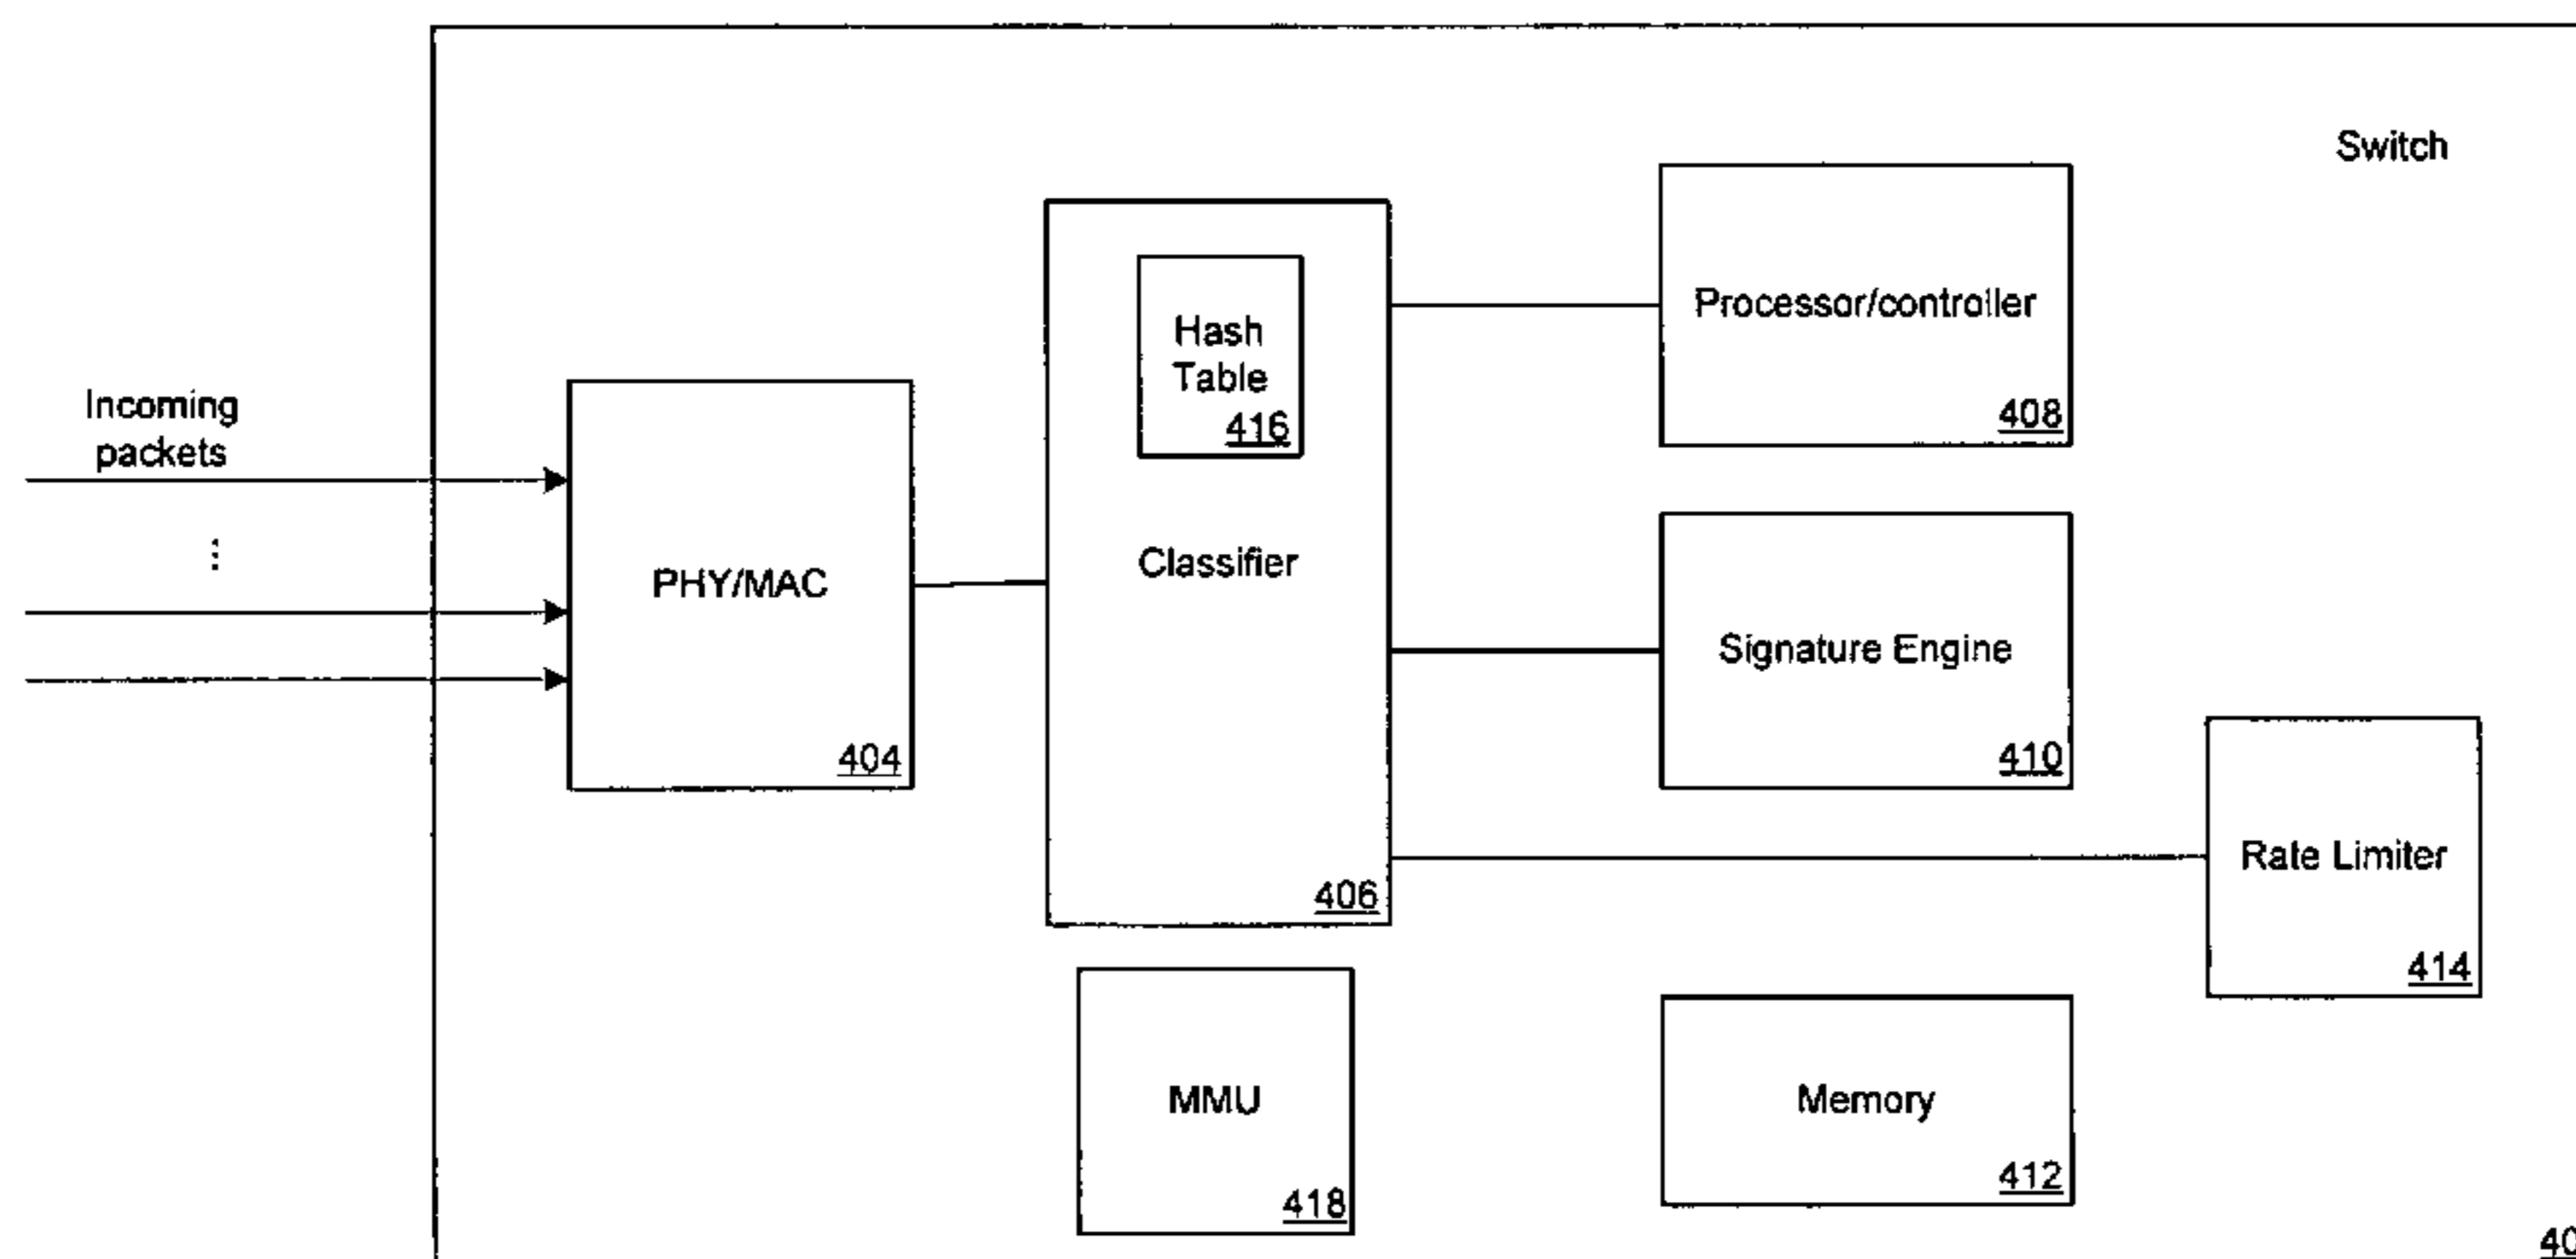 Switch
Incoming
packets
...
PHY/MAC
404
Hash
Table
416
Classifier
406
Processor/controller
408
Signature Engine
410
Rate Limiter
414
MMU
418
Memory
412